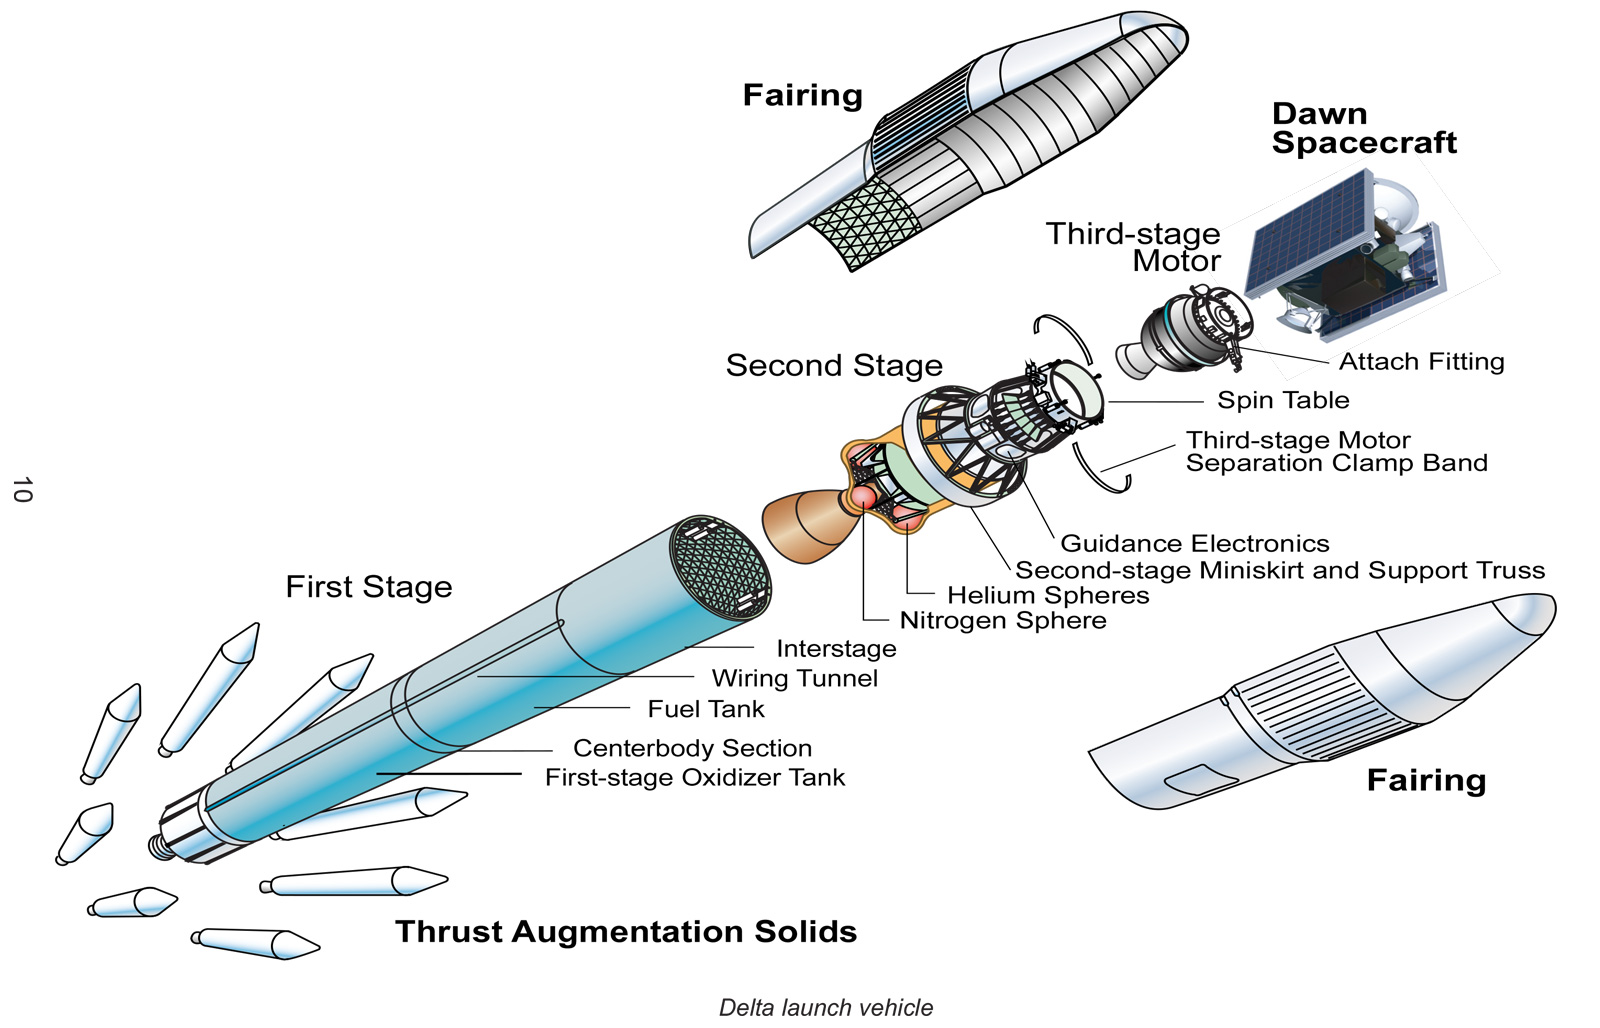 Fairing
Dawn
Spacecraft
Third-stage
Motor
Second Stage
Attach Fitting
Spin Table
Third-stage Motor
Separation Clamp Band
10
Guidance Electronics
Second-stage Miniskirt and Support Truss
Helium Spheres
Nitrogen Sphere
First Stage
Interstage
Wiring Tunnel
Fuel Tank
Centerbody Section
First-stage Oxidizer Tank
Fairing
Thrust Augmentation Solids
Delta launch vehicle